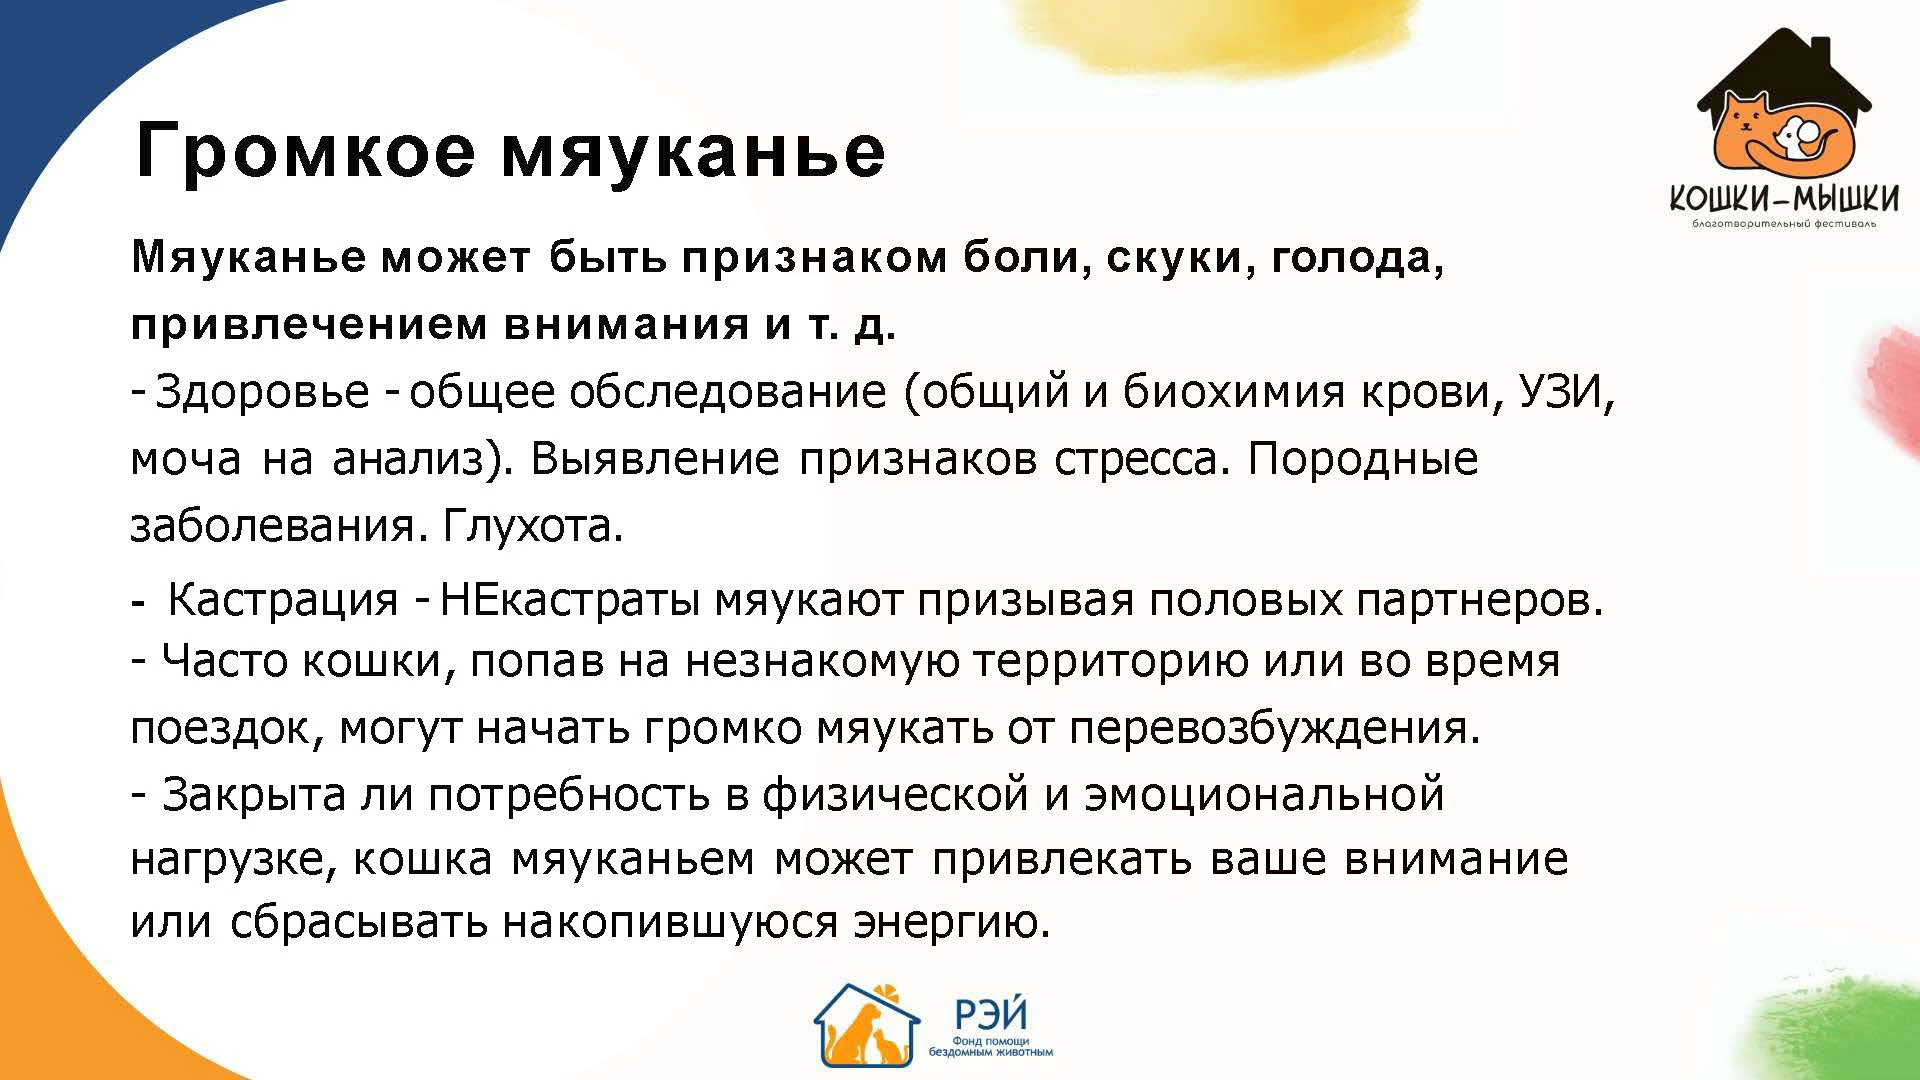 Громкое мяуканье
КОШКИ-МЫШКИ
благотворительный фестиваль
Мяуканье может быть признаком боли, скуки, голода,
привлечением внимания и т. д.
- Здоровье - общее обследование (общий и биохимия крови, УЗИ,
моча на анализ). Выявление признаков стресса. Породные
заболевания. Глухота.
- Кастрация - НЕкастраты мяукают призывая половых партнеров.
- Часто кошки, попав на незнакомую территорию или во время
поездок, могут начать громко мяукать от перевозбуждения.
- Закрыта ли потребность в физической и эмоциональной
нагрузке, кошка мяуканьем может привлекать ваше внимание
или сбрасывать накопившуюся энергию.
РЭЙ
Фонд помощи
бездомным животным